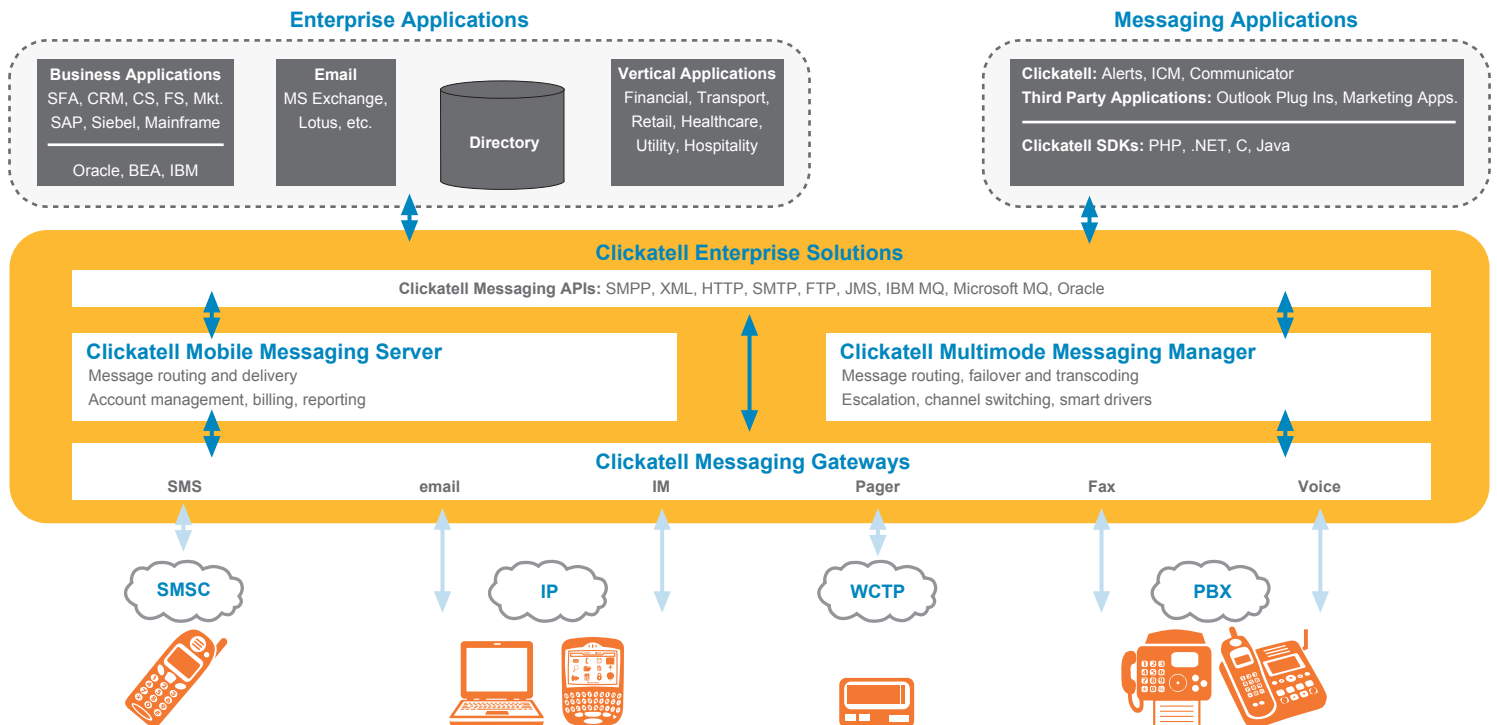 Enterprise Applications
Messaging Applications
Business Applications
SFA, CRM, CS, FS, Mkt.
SAP, Siebel, Mainframe
Oracle, BEA, IBM
Email
MS Exchange,
Lotus, etc.
Directory
Vertical Applications
Financial, Transport,
Retail, Healthcare,
Utility, Hospitality
Clickatell: Alerts, ICM, Communicator
Third Party Applications: Outlook Plug Ins, Marketing Apps.
Clickatell SDKs: PHP, .NET, C, Java
Clickatell Enterprise Solutions
Clickatell Messaging APIs: SMPP, XML, HTTP, SMTP, FTP, JMS, IBM MQ, Microsoft MQ, Oracle
Clickatell Mobile Messaging Server
Message routing and delivery
Account management, billing, reporting
Clickatell Multimode Messaging Manager
Message routing, failover and transcoding
Escalation, channel switching, smart drivers
Clickatell Messaging Gateways
SMS email IM Pager Fax Voice
SMSC IP WCTP PBX